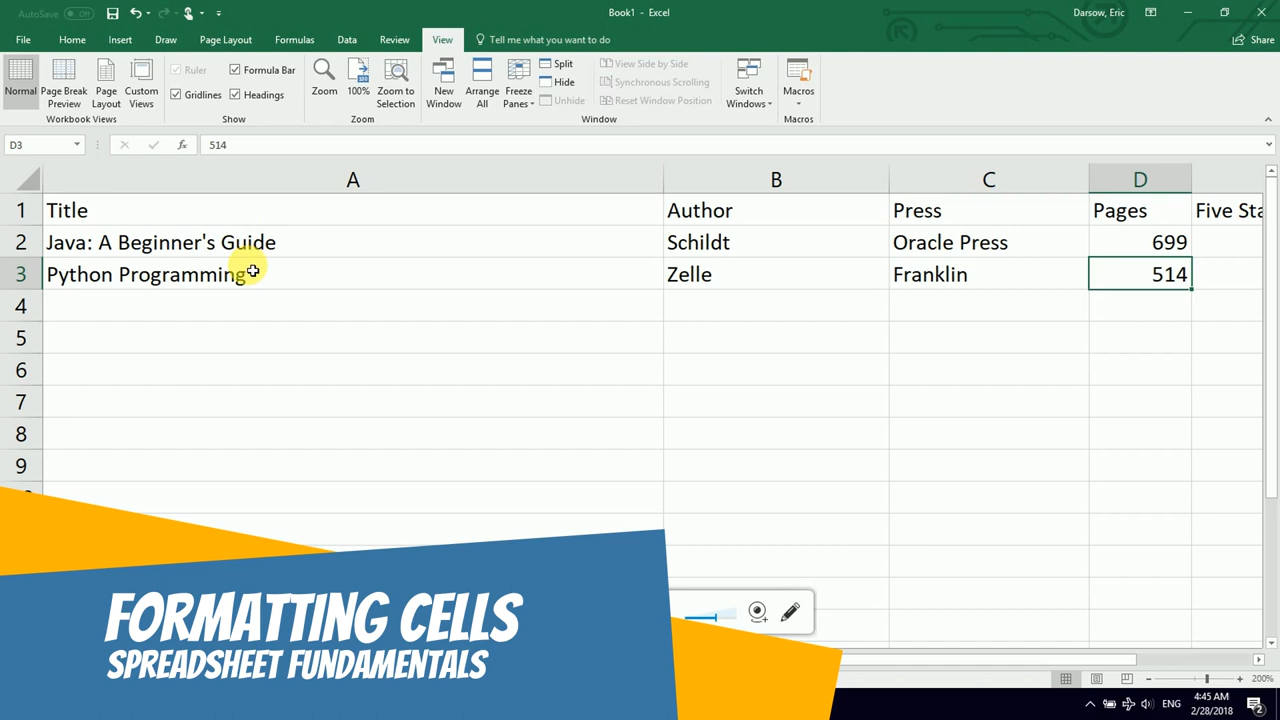 AutoSave Off
Book1 - Excel
Darsow, Eric
File Home Insert Draw Page Layout Formulas Data Review View Tell me what you want to do Share
Normal
Page Break Preview
Page Layout
Custom Views
Workbook Views
Ruler
Formula Bar
Gridlines
Headings
Show
Zoom
100%
Zoom to Selection
Zoom
New Window
Arrange All
Freeze Panes
Split
Hide
Unhide
View Side by Side
Synchronous Scrolling
Reset Window Position
Window
Switch Windows
Macros
Macros
D3 fx 514
A B C D
1 Title Author Press Pages Five Sta
2 Java: A Beginner's Guide Schildt Oracle Press 699
3 Python Programming Zelle Franklin 514
4
5
6
7
8
9
FORMATTING CELLS
SPREADSHEET FUNDAMENTALS
200%
ENG
4:45 AM
2/28/2018
2